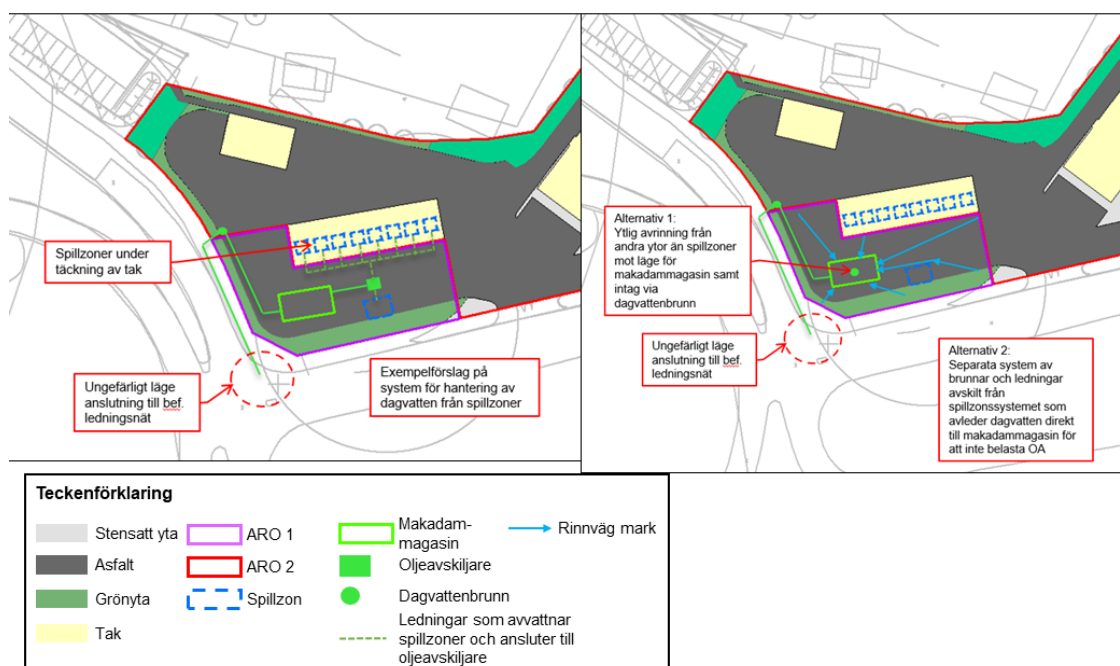 Spillzoner under
täckning av tak
Ungefärligt läge
anslutning till bef.
ledningsnät
Exempelförslag på
system för hantering av
dagvatten från spillzoner
Alternativ 1:
Ytlig avrinning från
andra ytor än spillzoner
mot läge för
makadammagasin samt
intag via
dagvattenbrunn
Ungefärligt läge
anslutning till bef.
ledningsnät
Alternativ 2:
Separata system av
brunnar och ledningar
avskilt från
spillzonssystemet som
avleder dagvatten direkt
till makadammagasin för
att inte belasta OA
Teckenförklaring
Stensatt yta
Asfalt
Grönyta
Tak
ARO 1
ARO 2
Spillzon
Makadam-
magasin
Oljeavskiljare
Dagvattenbrunn
Ledningar som avvattnar
spillzoner och ansluter till
oljeavskiljare
Rinnväg mark